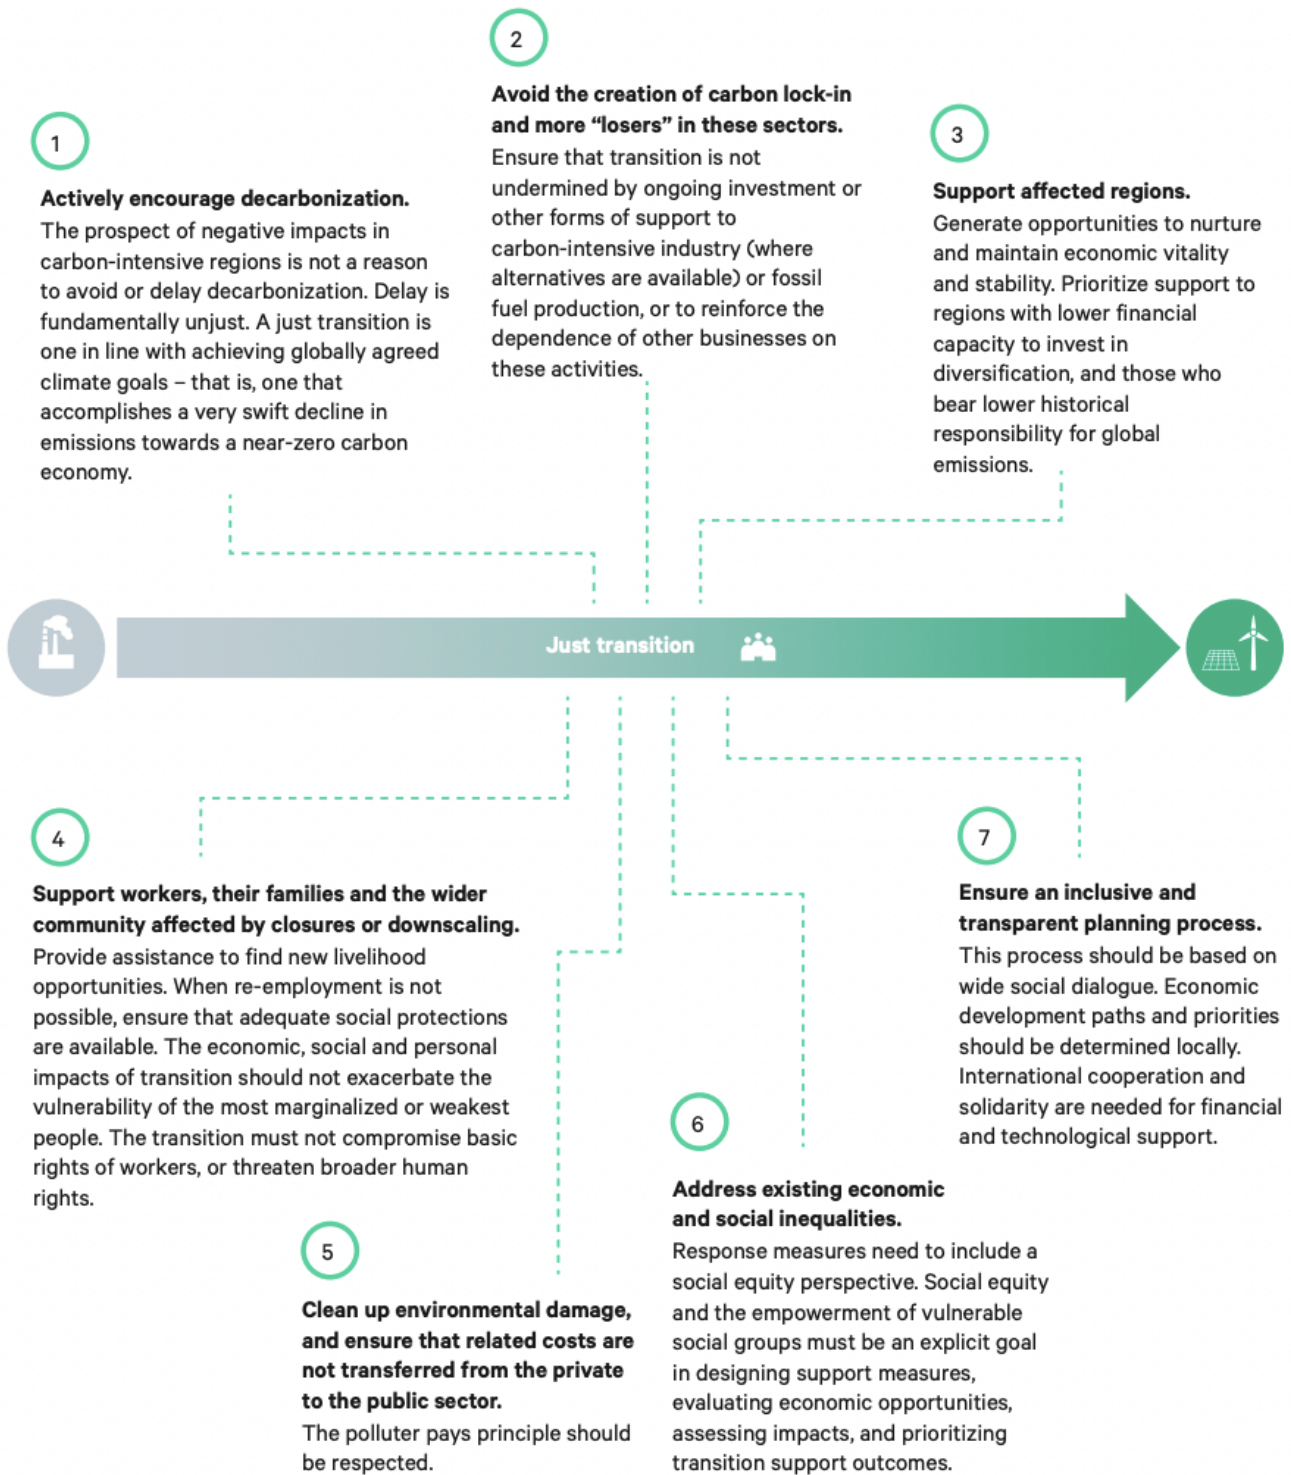 1
Actively encourage decarbonization.
The prospect of negative impacts in
carbon-intensive regions is not a reason
to avoid or delay decarbonization. Delay is
fundamentally unjust. A just transition is
one in line with achieving globally agreed
climate goals – that is, one that
accomplishes a very swift decline in
emissions towards a near-zero carbon
economy.
2
Avoid the creation of carbon lock-in
and more “losers” in these sectors.
Ensure that transition is not
undermined by ongoing investment or
other forms of support to
carbon-intensive industry (where
alternatives are available) or fossil
fuel production, or to reinforce the
dependence of other businesses on
these activities.
3
Support affected regions.
Generate opportunities to nurture
and maintain economic vitality
and stability. Prioritize support to
regions with lower financial
capacity to invest in
diversification, and those who
bear lower historical
responsibility for global
emissions.
Just transition
4
Support workers, their families and the wider
community affected by closures or downscaling.
Provide assistance to find new livelihood
opportunities. When re-employment is not
possible, ensure that adequate social protections
are available. The economic, social and personal
impacts of transition should not exacerbate the
vulnerability of the most marginalized or weakest
people. The transition must not compromise basic
rights of workers, or threaten broader human
rights.
5
Clean up environmental damage,
and ensure that related costs are
not transferred from the private
to the public sector.
The polluter pays principle should
be respected.
6
Address existing economic
and social inequalities.
Response measures need to include a
social equity perspective. Social equity
and the empowerment of vulnerable
social groups must be an explicit goal
in designing support measures,
evaluating economic opportunities,
assessing impacts, and prioritizing
transition support outcomes.
7
Ensure an inclusive and
transparent planning process.
This process should be based on
wide social dialogue. Economic
development paths and priorities
should be determined locally.
International cooperation and
solidarity are needed for financial
and technological support.